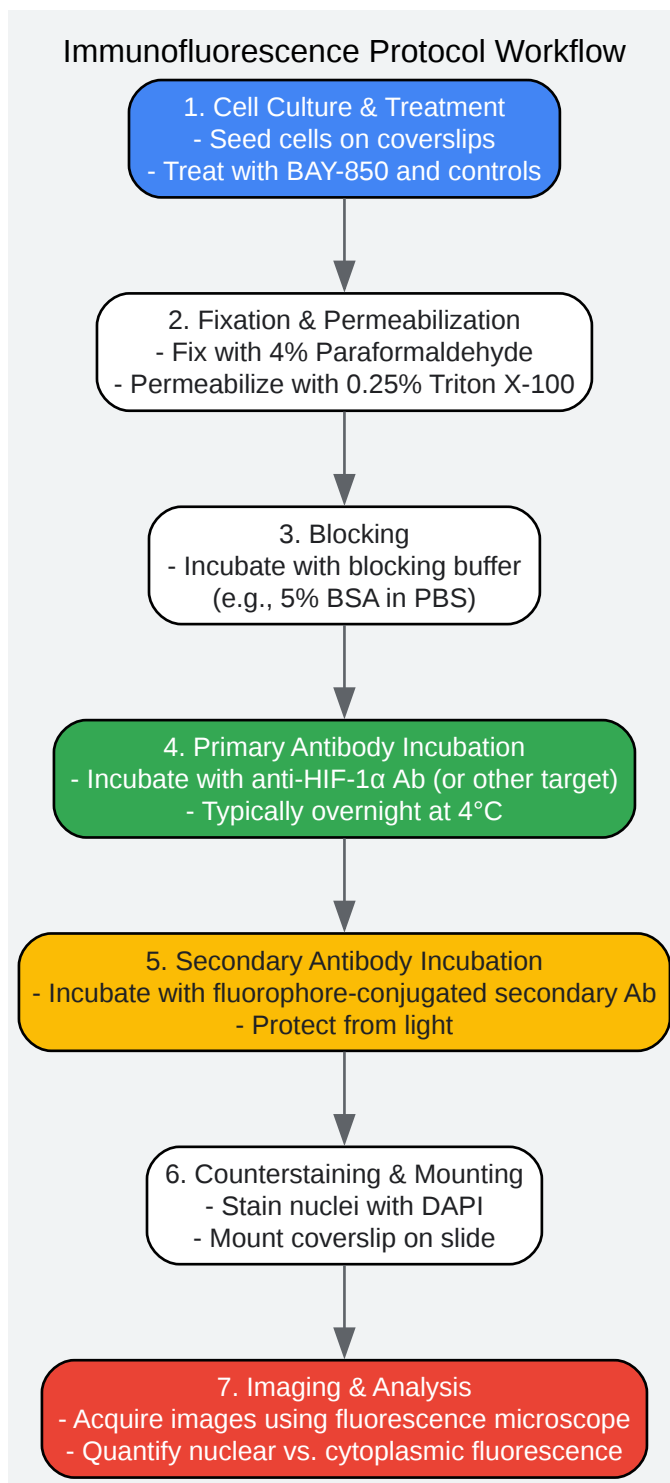 Immunofluorescence Protocol Workflow
1. Cell Culture & Treatment
- Seed cells on coverslips
- Treat with BAY-850 and controls
2. Fixation & Permeabilization
- Fix with 4% Paraformaldehyde
- Permeabilize with 0.25% Triton X-100
3. Blocking
- Incubate with blocking buffer
(e.g., 5% BSA in PBS)
4. Primary Antibody Incubation
- Incubate with anti-HIF-1α Ab (or other target)
- Typically overnight at 4°C
5. Secondary Antibody Incubation
- Incubate with fluorophore-conjugated secondary Ab
- Protect from light
6. Counterstaining & Mounting
- Stain nuclei with DAPI
- Mount coverslip on slide
7. Imaging & Analysis
- Acquire images using fluorescence microscope
- Quantify nuclear vs. cytoplasmic fluorescence